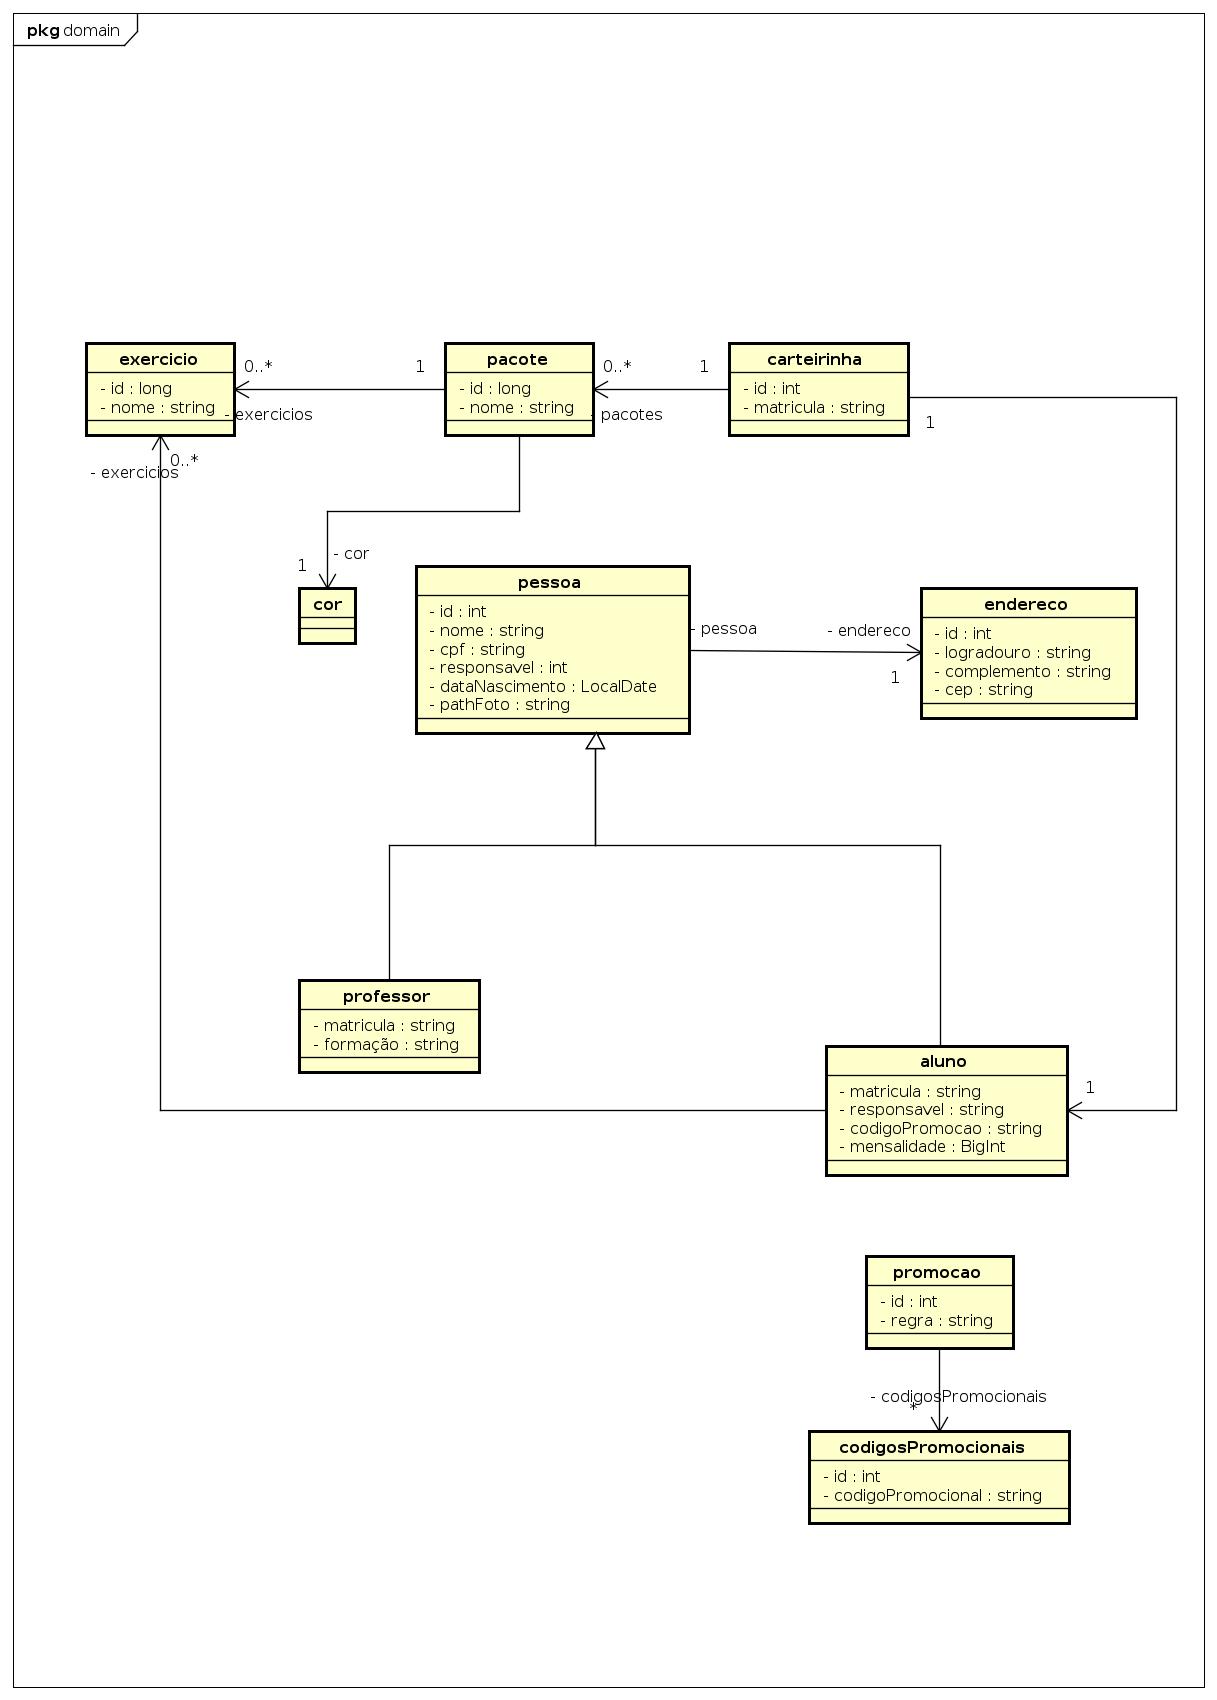 pkg domain
exercicio
- id : long
- nome : string
0..*
1
- exercicios
pacote
- id : long
- nome : string
0..*
1
- pacotes
carteirinha
- id : int
- matricula : string
1
0..*
- exercicios
- cor
1
cor
pessoa
- id : int
- nome : string
- cpf : string
- responsavel : int
- dataNascimento : LocalDate
- pathFoto : string
- pessoa
- endereco
1
endereco
- id : int
- logradouro : string
- complemento : string
- cep : string
professor
- matricula : string
- formação : string
aluno
- matricula : string
- responsavel : string
- codigoPromocao : string
- mensalidade : BigInt
1
promocao
- id : int
- regra : string
- codigosPromocionais
*
codigosPromocionais
- id : int
- codigoPromocional : string